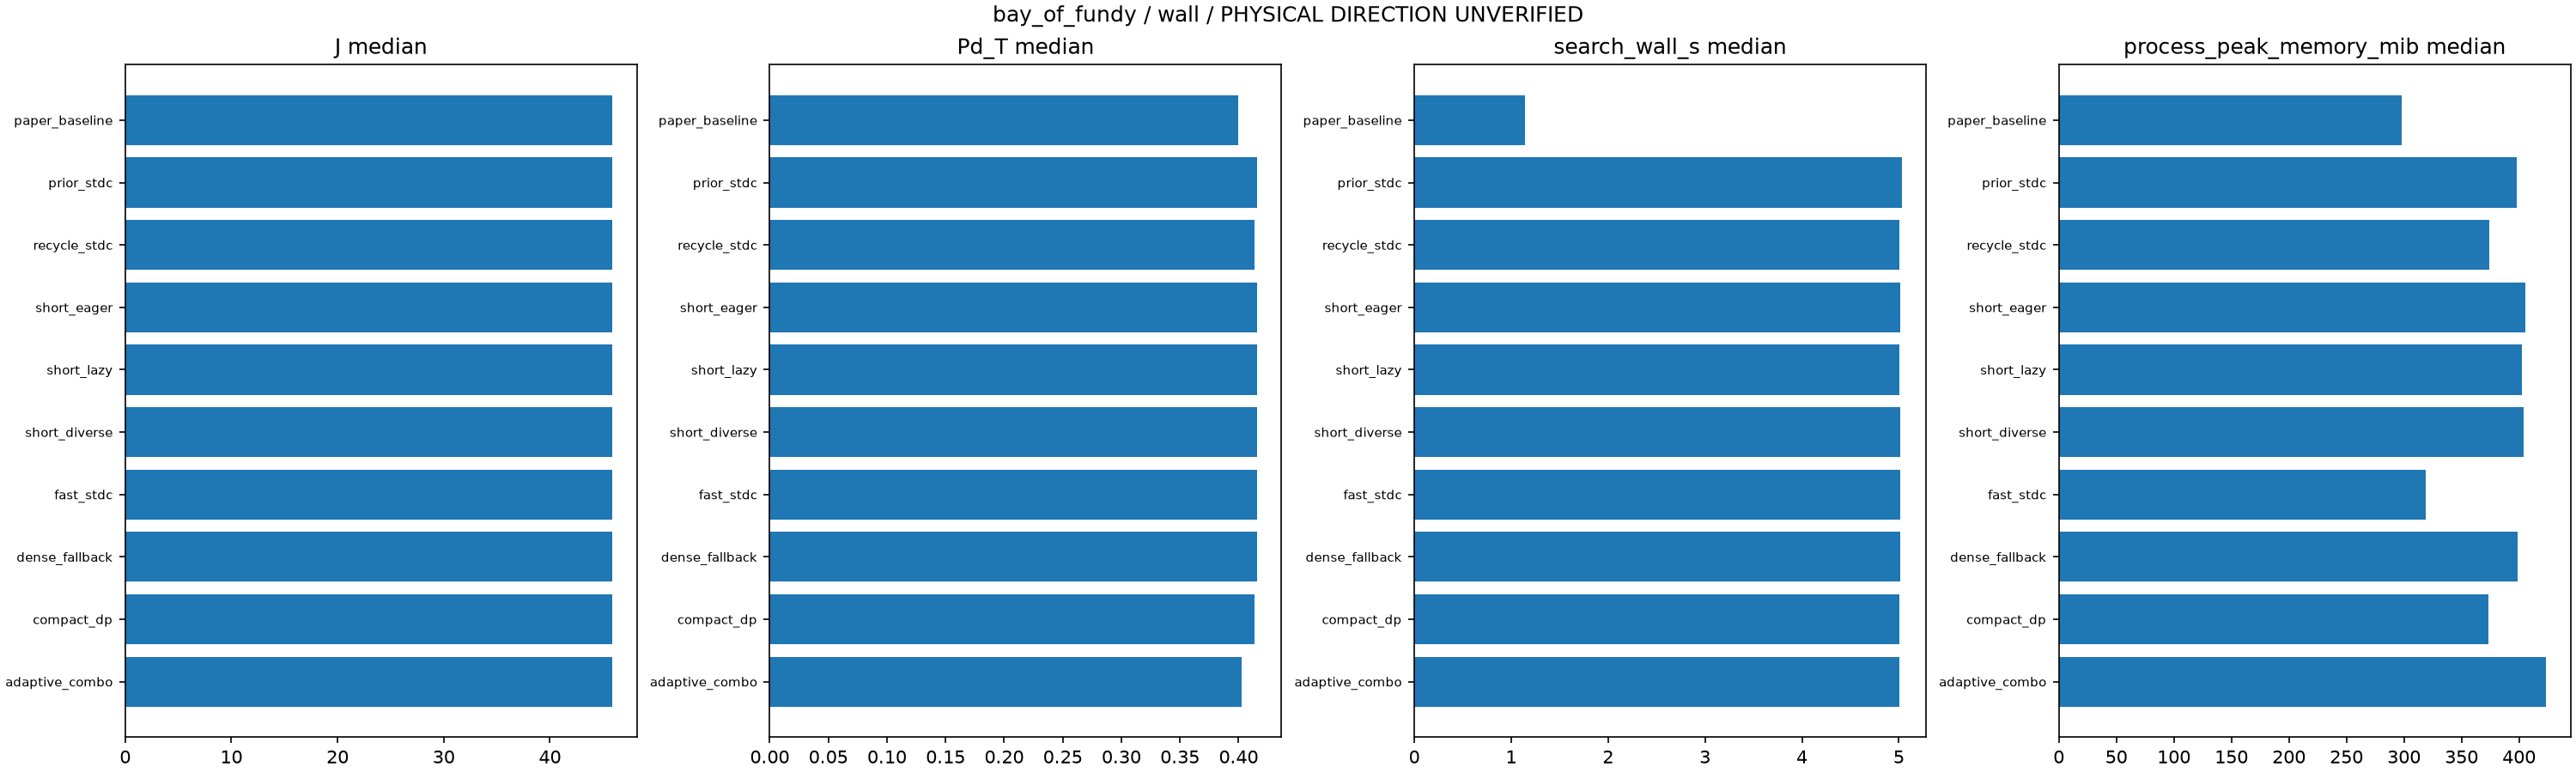 bay_of_fundy / wall / PHYSICAL DIRECTION UNVERIFIED
J median
paper_baseline
prior_stdc
recycle_stdc
short_eager
short_lazy
short_diverse
fast_stdc
dense_fallback
compact_dp
adaptive_combo
0 10 20 30 40
Pd_T median
paper_baseline
prior_stdc
recycle_stdc
short_eager
short_lazy
short_diverse
fast_stdc
dense_fallback
compact_dp
adaptive_combo
0.00 0.05 0.10 0.15 0.20 0.25 0.30 0.35 0.40
search_wall_s median
paper_baseline
prior_stdc
recycle_stdc
short_eager
short_lazy
short_diverse
fast_stdc
dense_fallback
compact_dp
adaptive_combo
0 1 2 3 4 5
process_peak_memory_mib median
paper_baseline
prior_stdc
recycle_stdc
short_eager
short_lazy
short_diverse
fast_stdc
dense_fallback
compact_dp
adaptive_combo
0 50 100 150 200 250 300 350 400